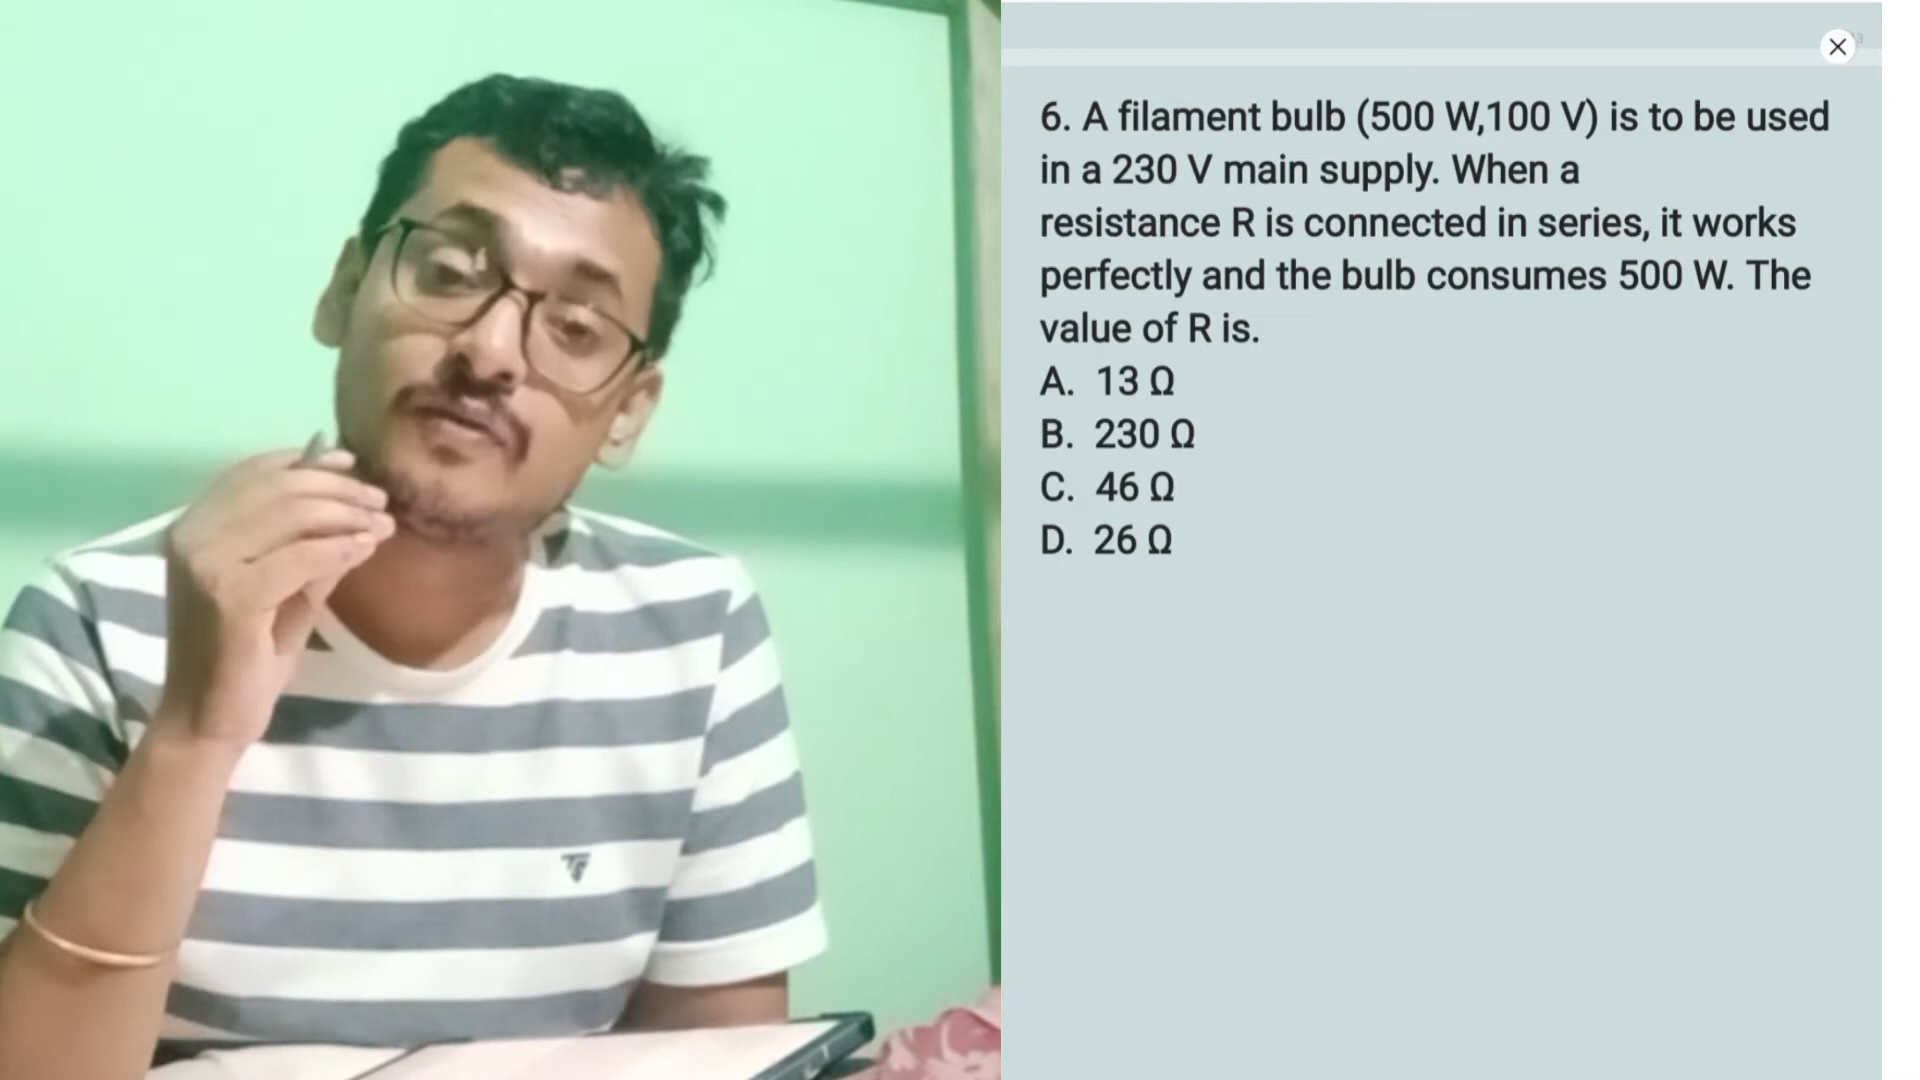 6. A filament bulb (500 W,100 V) is to be used
in a 230 V main supply. When a
resistance R is connected in series, it works
perfectly and the bulb consumes 500 W. The
value of R is.
A. 13 Ω
B. 230 Ω
C. 46 Ω
D. 26 Ω